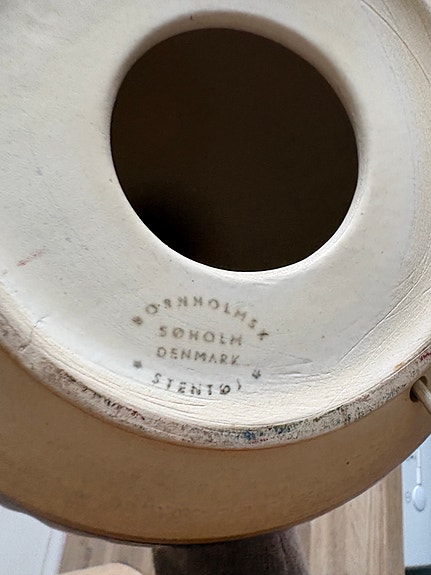 BORNHOLMSK
SØHOLM
DENMARK
* STENTØJ *